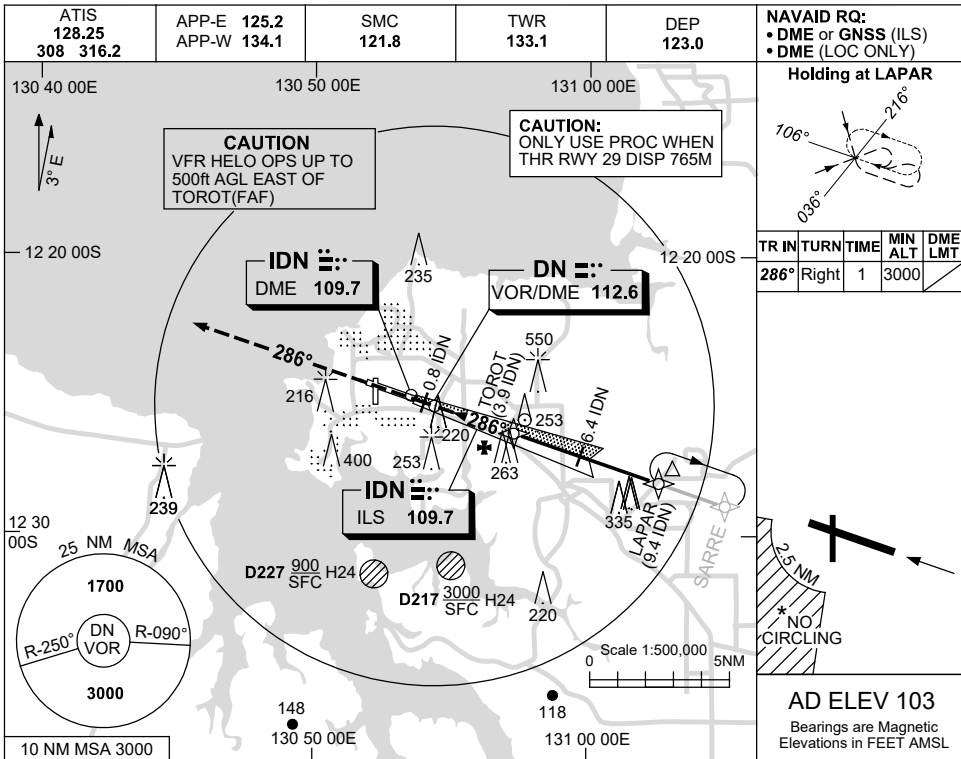 ATIS
128.25
308 316.2
APP-E 125.2
APP-W 134.1
SMC
121.8
TWR
133.1
DEP
123.0
NAVAID RQ:
• DME or GNSS (ILS)
• DME (LOC ONLY)
130 40 00E
130 50 00E
131 00 00E
Holding at LAPAR
216°
106°
036°
3° E
CAUTION
VFR HELO OPS UP TO
500ft AGL EAST OF
TOROT(FAF)
CAUTION:
ONLY USE PROC WHEN
THR RWY 29 DISP 765M
TR IN TURN TIME MIN ALT DME LMT
286° Right 1 3000
12 20 00S
12 20 00S
IDN
DME 109.7
235
DN
VOR/DME 112.6
286°
216
0.8 IDN
TOROT
(3.9 IDN)
550
286°
220
253
6.4 IDN
400
253
263
239
IDN
ILS 109.7
335
LAPAR
(9.4 IDN)
SARRE
12 30
00S
25 NM MSA
1700
DN
VOR
R-250°
R-090°
3000
D227 900 SFC H24
D217 3000 SFC H24
220
2.5 NM
*NO
CIRCLING
Scale 1:500,000
0
5NM
148
118
130 50 00E
131 00 00E
10 NM MSA 3000
AD ELEV 103
Bearings are Magnetic
Elevations in FEET AMSL